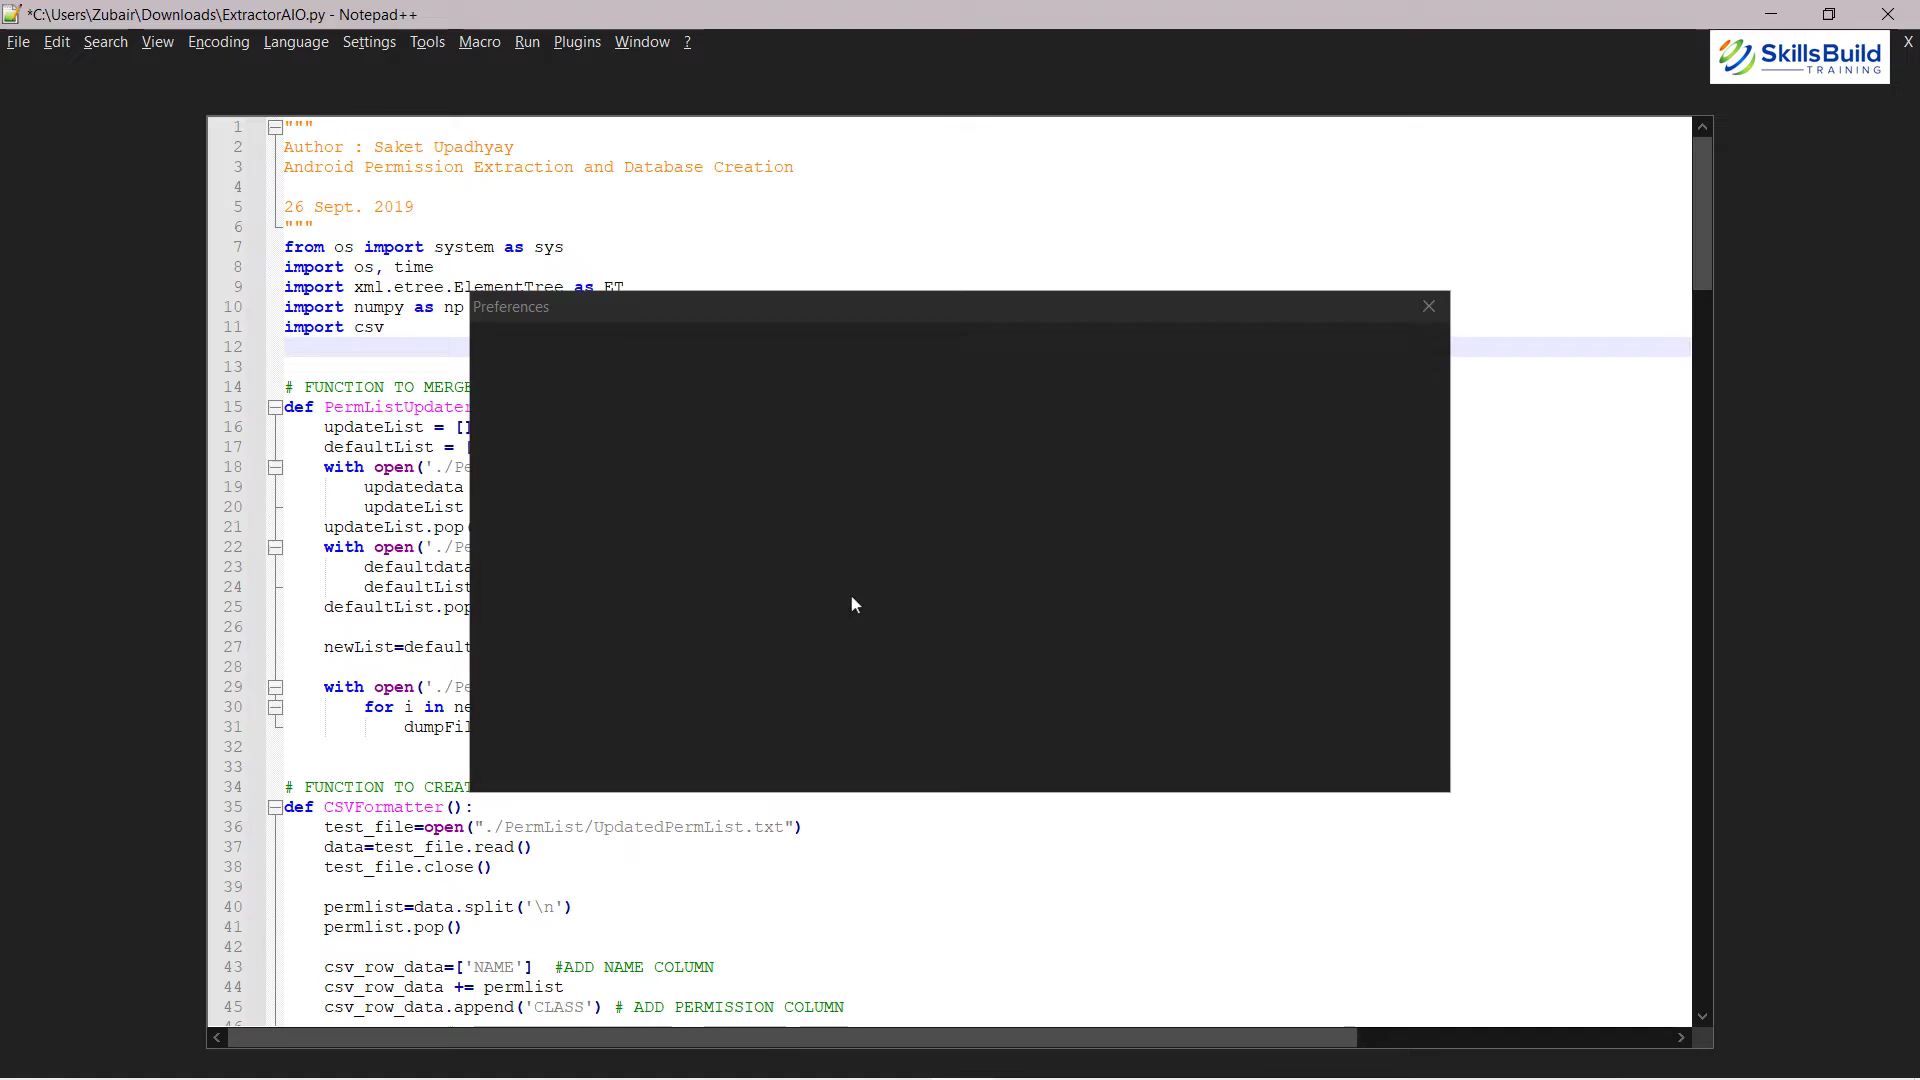 *C:\Users\Zubair\Downloads\ExtractorAIO.py - Notepad++
File Edit Search View Encoding Language Settings Tools Macro Run Plugins Window ?
X
SkillsBuild
TRAINING
1 """
2 Author : Saket Upadhyay
3 Android Permission Extraction and Database Creation
4
5 26 Sept. 2019
6 """
7 from os import system as sys
8 import os, time
9 import xml.etree.ElementTree as ET
10 import numpy as np
11 import csv
Preferences
12
13
14 # FUNCTION TO MERGE
15 def PermListUpdater
16 updateList = []
17 defaultList = [
18 with open('./Pe
19 updatedata
20 updateList
21 updateList.pop(
22 with open('./Pe
23 defaultdata
24 defaultList
25 defaultList.pop
26
27 newList=default
28
29 with open('./Pe
30 for i in ne
31 dumpFil
32
33
34 # FUNCTION TO CREAT
35 def CSVFormatter():
36 test_file=open("./PermList/UpdatedPermList.txt")
37 data=test_file.read()
38 test_file.close()
39
40 permlist=data.split('\n')
41 permlist.pop()
42
43 csv_row_data=['NAME'] #ADD NAME COLUMN
44 csv_row_data += permlist
45 csv_row_data.append('CLASS') # ADD PERMISSION COLUMN